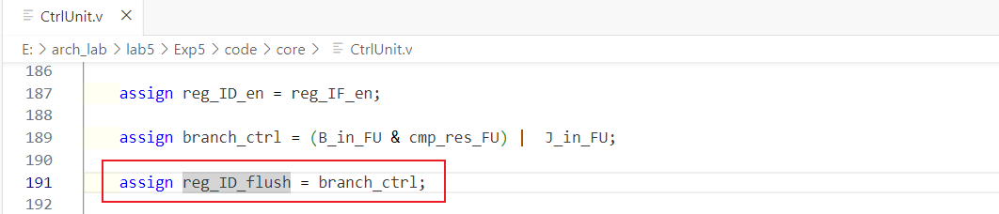 CtrlUnit.v ×
E: > arch_lab > lab5 > Exp5 > code > core > CtrlUnit.v
186
187 assign reg_ID_en = reg_IF_en;
188
189 assign branch_ctrl = (B_in_FU & cmp_res_FU) |  J_in_FU;
190
191 assign reg_ID_flush = branch_ctrl;
192